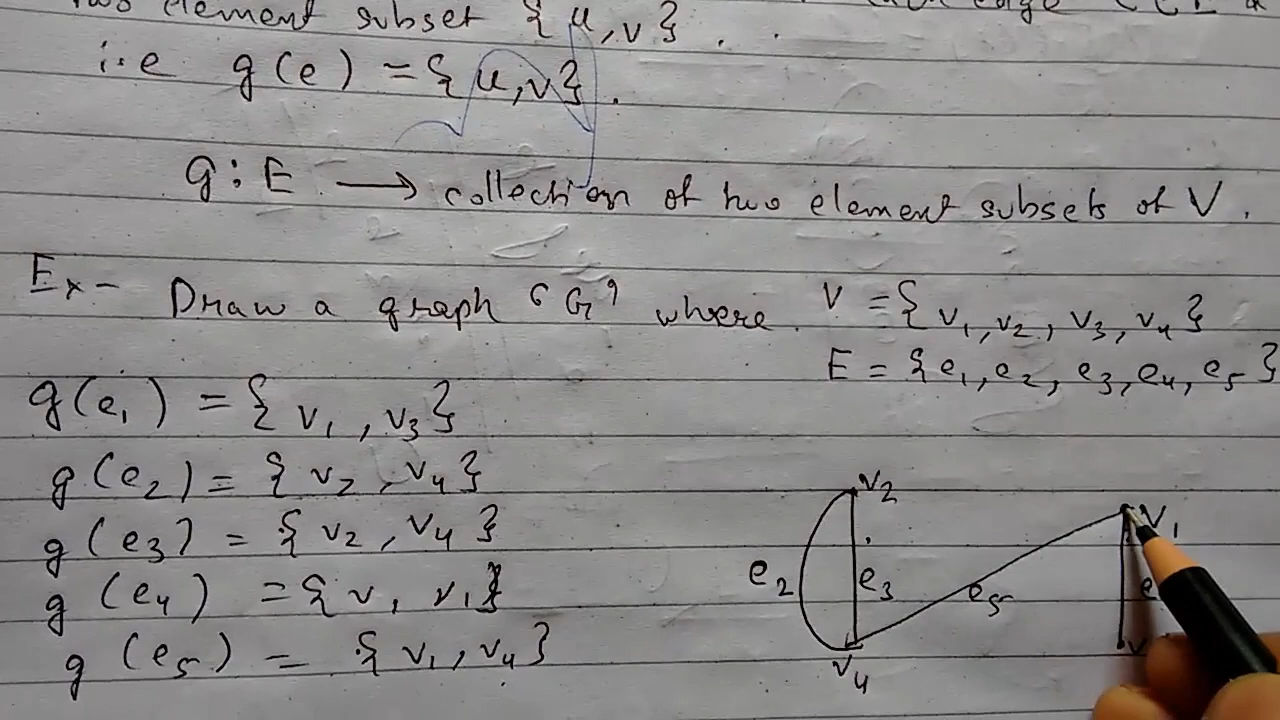 two element subset {u,v}.
i.e g(e) = {u,v}.
g : E → collection of two element subsets of V.
Ex- Draw a graph 'G' where. V = {v1, v2, v3, v4}
E = {e1, e2, e3, e4, e5}
g(e1) = {v1, v3}
g(e2) = {v2, v4}
g(e3) = {v2, v4}
g(e4) = {v1 v1}
g(e5) = {v1, v4}
v2
v1
e2 e3 e5 e
v4 v